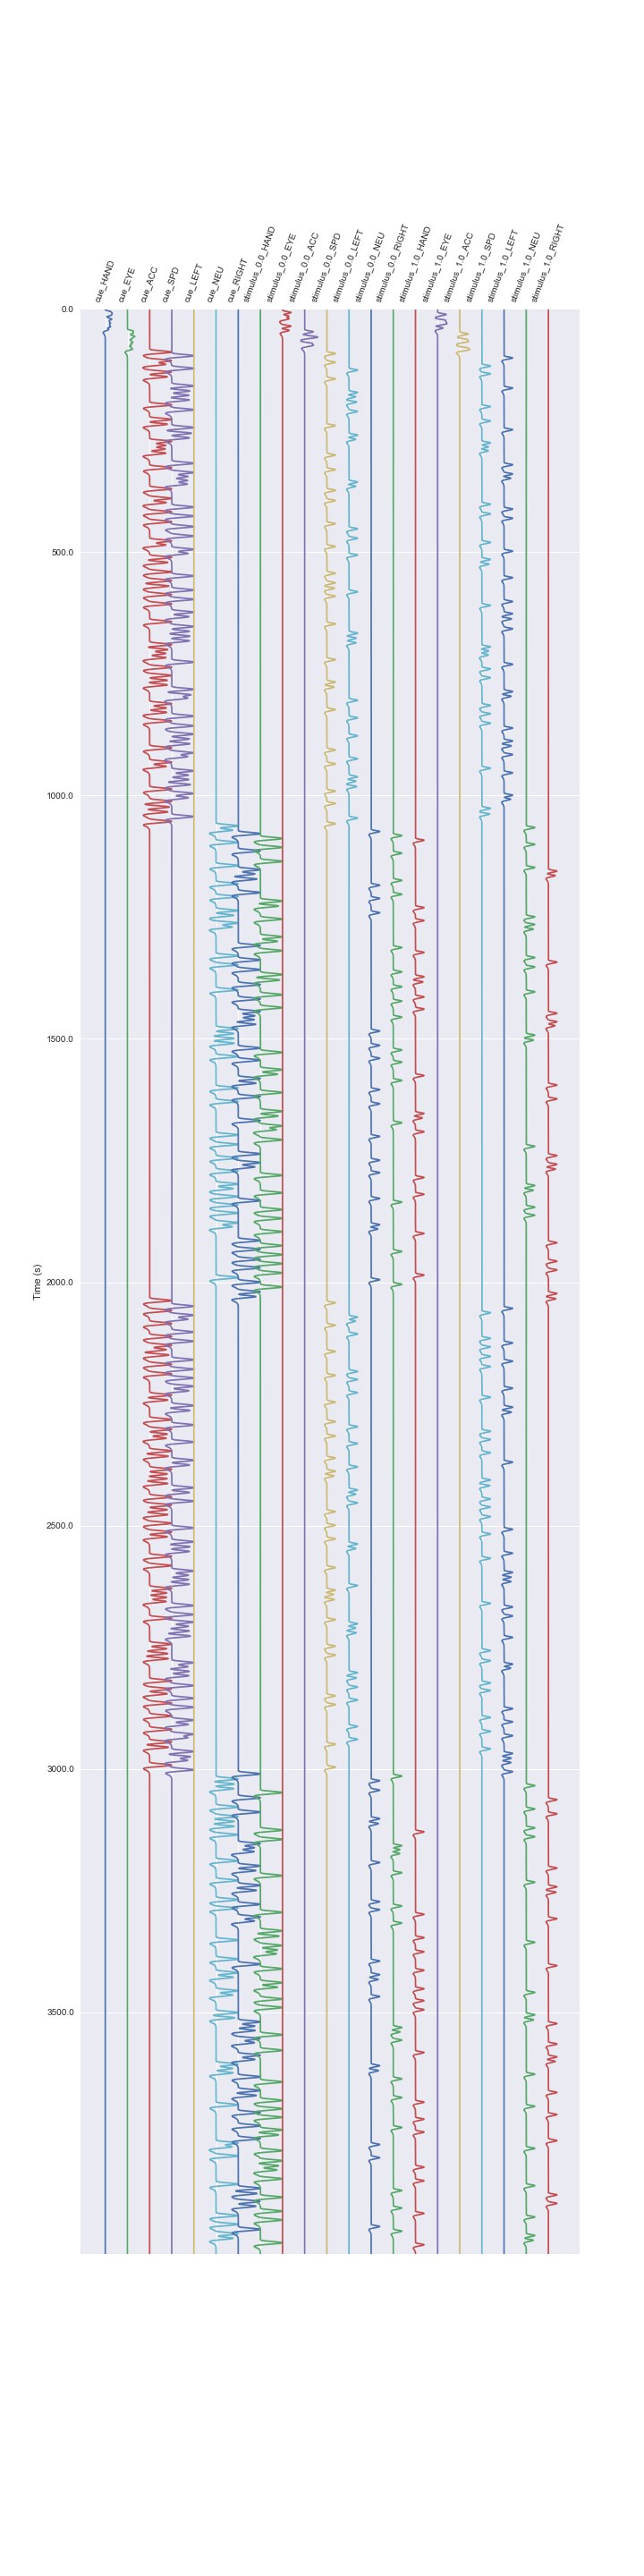 cue_HAND
cue_EYE
cue_ACC
cue_SPD
cue_LEFT
cue_NEU
cue_RIGHT
stimulus_0.0_HAND
stimulus_0.0_EYE
stimulus_0.0_ACC
stimulus_0.0_SPD
stimulus_0.0_LEFT
stimulus_0.0_NEU
stimulus_0.0_RIGHT
stimulus_1.0_HAND
stimulus_1.0_EYE
stimulus_1.0_ACC
stimulus_1.0_SPD
stimulus_1.0_LEFT
stimulus_1.0_NEU
stimulus_1.0_RIGHT
0.0
500.0
1000.0
1500.0
Time (s)
2000.0
2500.0
3000.0
3500.0